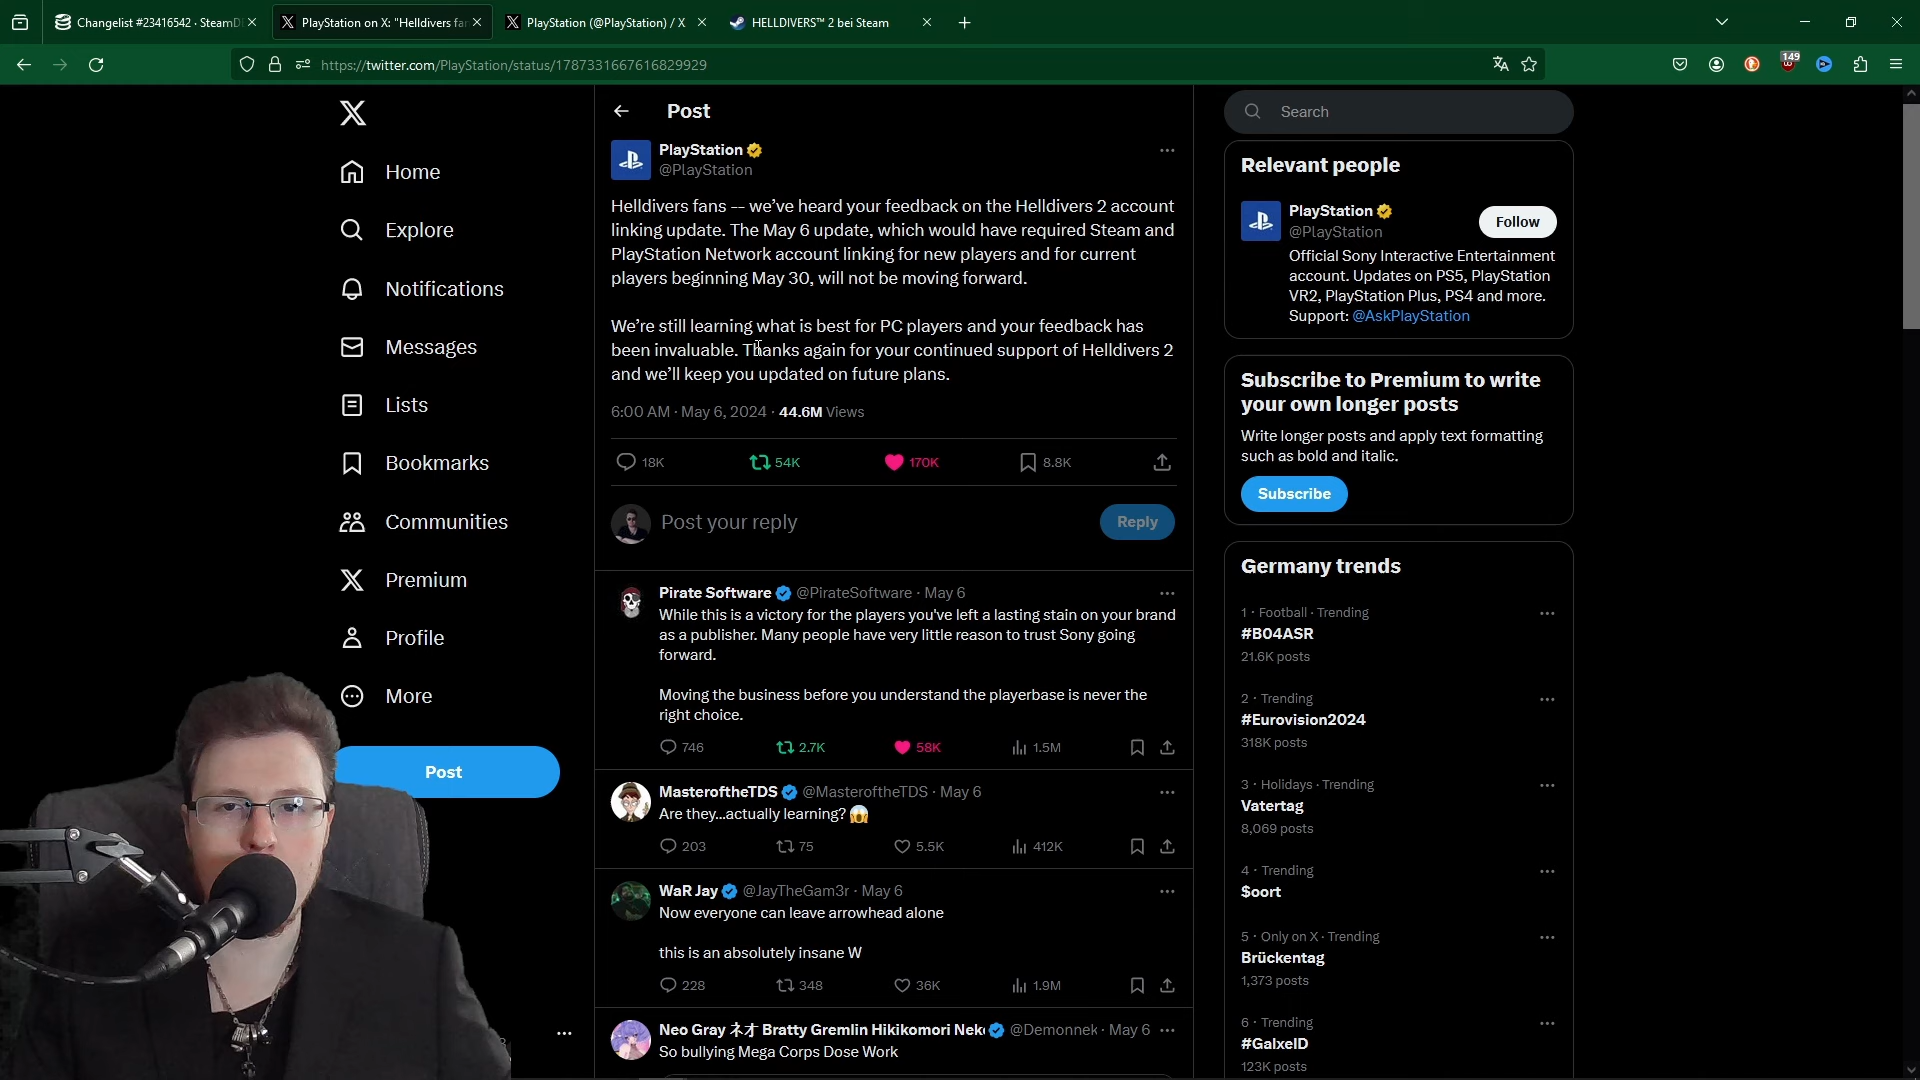 Changelist #23416542 · SteamD
PlayStation on X: "Helldivers fan
PlayStation (@PlayStation) / X
HELLDIVERS™ 2 bei Steam
https://twitter.com/PlayStation/status/1787331667616829929
149
Home
Explore
Notifications
Messages
Lists
Bookmarks
Communities
Premium
Profile
More
Post
Post
PlayStation
@PlayStation
Helldivers fans -- we've heard your feedback on the Helldivers 2 account
linking update. The May 6 update, which would have required Steam and
PlayStation Network account linking for new players and for current
players beginning May 30, will not be moving forward.
We're still learning what is best for PC players and your feedback has
been invaluable. Thanks again for your continued support of Helldivers 2
and we'll keep you updated on future plans.
6:00 AM · May 6, 2024 · 44.6M Views
18K 54K 170K 8.8K
Post your reply
Reply
Pirate Software @PirateSoftware · May 6
While this is a victory for the players you've left a lasting stain on your brand
as a publisher. Many people have very little reason to trust Sony going
forward.
Moving the business before you understand the playerbase is never the
right choice.
746 2.7K 58K 1.5M
MasteroftheTDS @MasteroftheTDS · May 6
Are they...actually learning? 😱
203 75 5.5K 412K
WaR Jay @JayTheGam3r · May 6
Now everyone can leave arrowhead alone
this is an absolutely insane W
228 348 36K 1.9M
Neo Gray ネオ Bratty Gremlin Hikikomori Neko @Demonnek · May 6
So bullying Mega Corps Dose Work
Search
Relevant people
PlayStation
@PlayStation
Follow
Official Sony Interactive Entertainment
account. Updates on PS5, PlayStation
VR2, PlayStation Plus, PS4 and more.
Support: @AskPlayStation
Subscribe to Premium to write
your own longer posts
Write longer posts and apply text formatting
such as bold and italic.
Subscribe
Germany trends
1 · Football · Trending
#B04ASR
21.6K posts
2 · Trending
#Eurovision2024
318K posts
3 · Holidays · Trending
Vatertag
8,069 posts
4 · Trending
$oort
5 · Only on X · Trending
Brückentag
1,373 posts
6 · Trending
#GalxeID
123K posts